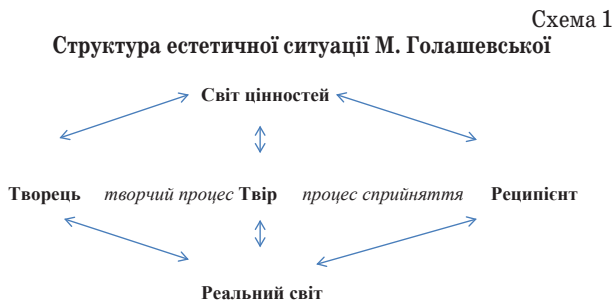 Схема 1
Структура естетичної ситуації М. Голашевської
Світ цінностей
Творець творчий процес Твір процес сприйняття Реципієнт
Реальний світ